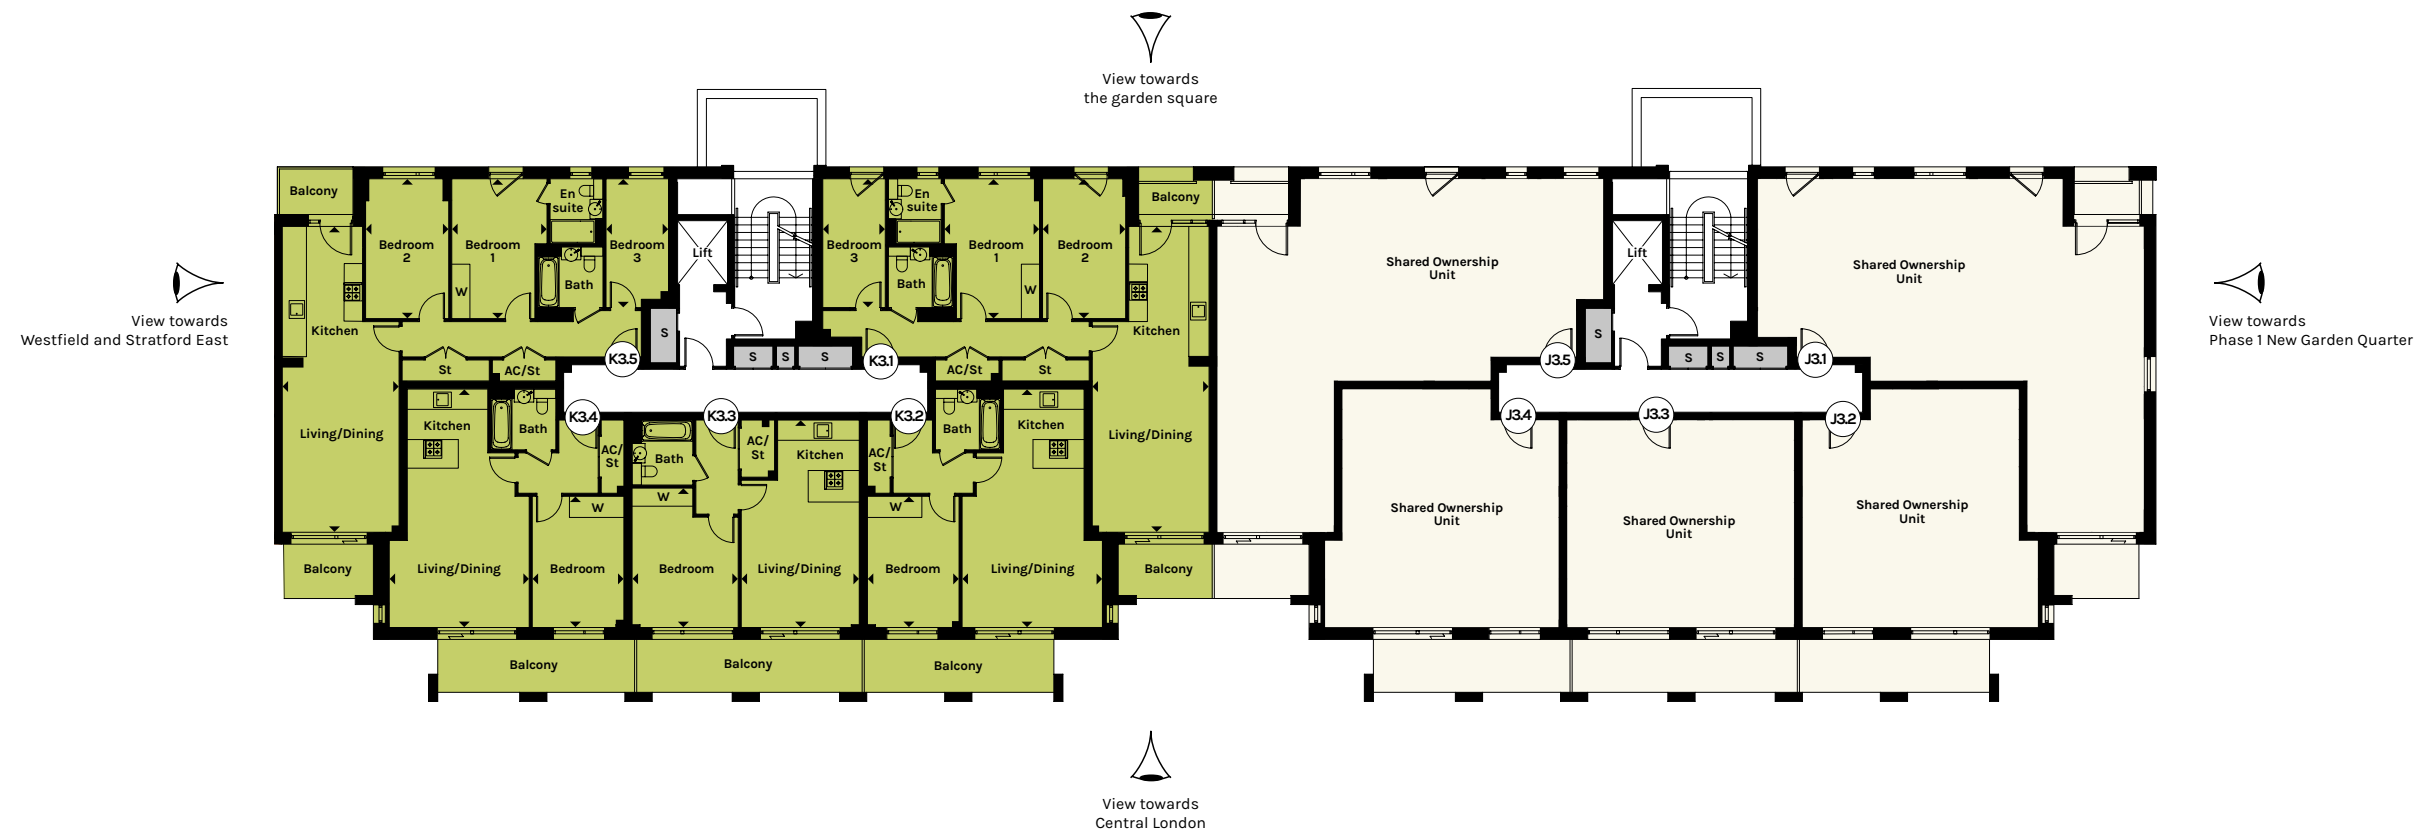 View towards
the garden square
Balcony
Bedroom
2
Bedroom
1
En
suite
Bedroom
3
W
Bath
Kitchen
Lift
S
S
S
S
Bedroom
3
En
suite
Bedroom
1
Bedroom
2
Balcony
Bath
W
Kitchen
Shared Ownership
Unit
Lift
S
S
S
S
Shared Ownership
Unit
View towards
Westfield and Stratford East
View towards
Phase 1 New Garden Quarter
K3.5
K3.1
J3.5
J3.1
St
AC/St
AC/St
St
K3.4
K3.3
K3.2
J3.4
J3.3
J3.2
Living/Dining
Kitchen
Bath
AC/
St
Bath
AC/
St
Kitchen
AC/
St
Bath
Kitchen
Living/Dining
W
W
W
Shared Ownership
Unit
Shared Ownership
Unit
Shared Ownership
Unit
Balcony
Living/Dining
Bedroom
Bedroom
Living/Dining
Bedroom
Living/Dining
Balcony
Balcony
Balcony
Balcony
View towards
Central London